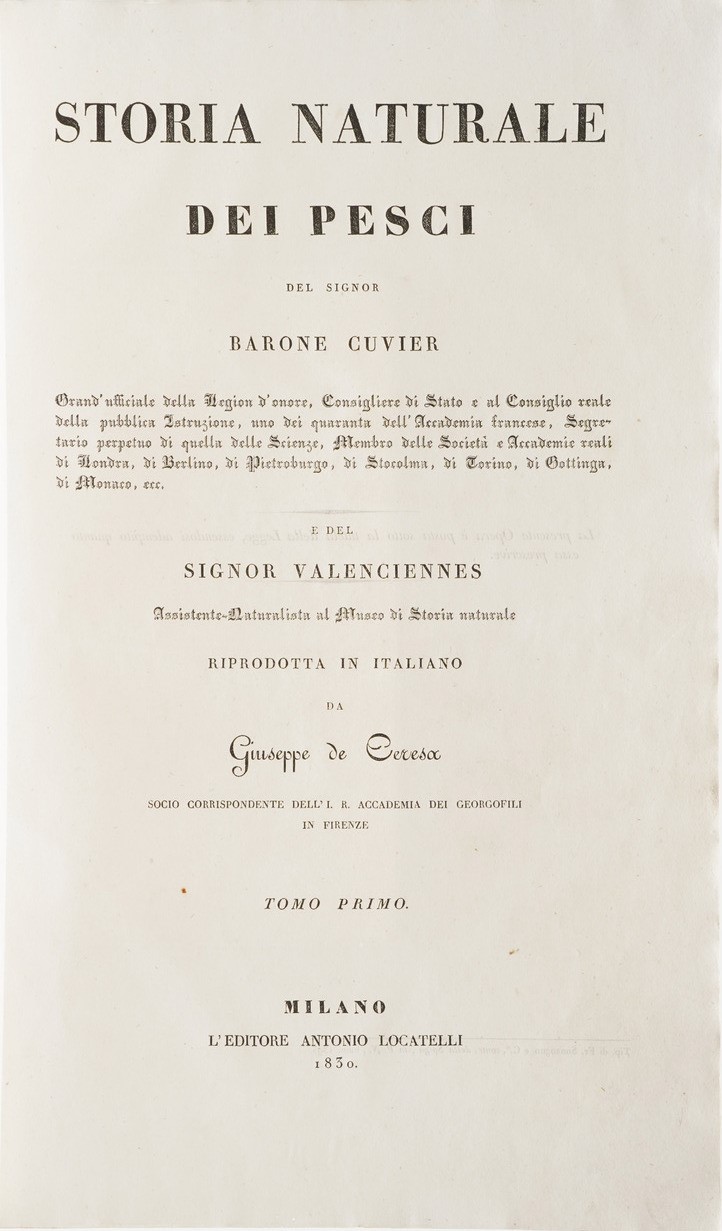 STORIA NATURALE
DEI PESCI
DEL SIGNOR
BARONE CUVIER
Grand'ufficiale della Legion d'onore, Consigliere di Stato e al Consiglio reale
della pubblica Istruzione, uno dei quaranta dell'Accademia francese, Segre-
tario perpetuo di quella delle Scienze, Membro delle Società e Accademie reali
di Londra, di Berlino, di Pietroburgo, di Stocolma, di Torino, di Gottinga,
di Monaco, ecc.
E DEL
SIGNOR VALENCIENNES
Assistente-Naturalista al Museo di Storia naturale
RIPRODOTTA IN ITALIANO
DA
Giuseppe de Ceresa
SOCIO CORRISPONDENTE DELL'I. R. ACCADEMIA DEI GEORGOFILI
IN FIRENZE
TOMO PRIMO.
MILANO
L'EDITORE ANTONIO LOCATELLI
1830.